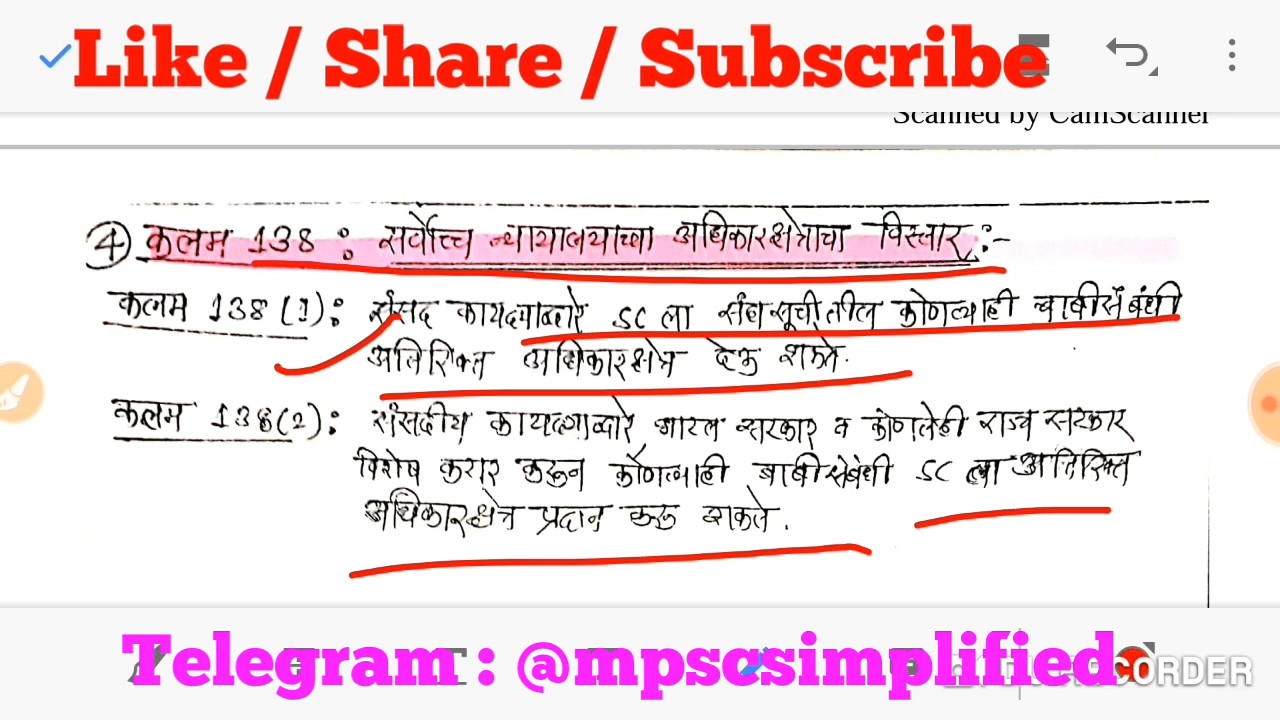 Like / Share / Subscribe
Scanned by CamScanner
④ कलम 138 : सर्वोच्च न्यायालयाच्या अधिकारक्षेत्राचा विस्तार :-
कलम 138 (1): संसद कायद्याद्वारे SC ला संघसूचीतील कोणत्याही बाबीसंबंधी
अतिरिक्त अधिकारक्षेत्र देऊ शकते.
कलम 138(2): संसदीय कायद्याद्वारे भारत सरकार व कोणतेही राज्य सरकार
विशेष करार करून कोणत्याही बाबीसंबंधी SC ला अतिरिक्त
अधिकारक्षेत्र प्रदान करू शकते.
Telegram : @mpscsimplified
RECORDER